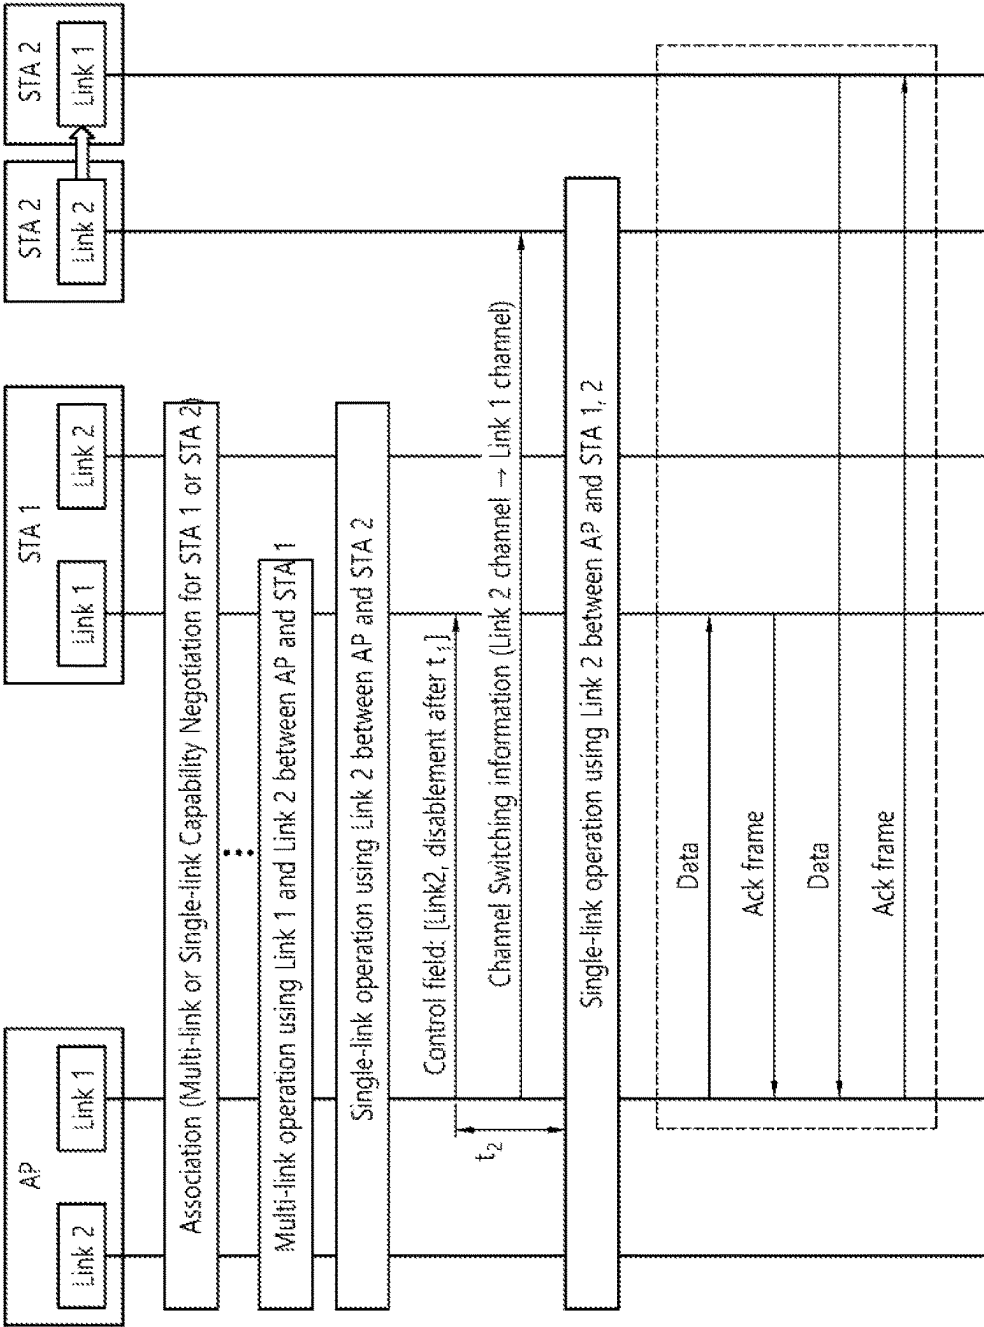 AP
Link 2
Link 1
STA 1
Link 1
Link 2
STA 2
Link 2
STA 2
Link 1
Association (Multi-link or Single-link Capability Negotiation for STA 1 or STA 2)
Multi-link operation using Link 1 and Link 2 between AP and STA 1
Single-link operation using Link 2 between AP and STA 2
Control field: [Link2, disablement after t₁]
Channel Switching information (Link 2 channel → Link 1 channel)
t₂
Single-link operation using Link 2 between AP and STA 1, 2
Data
Ack frame
Data
Ack frame